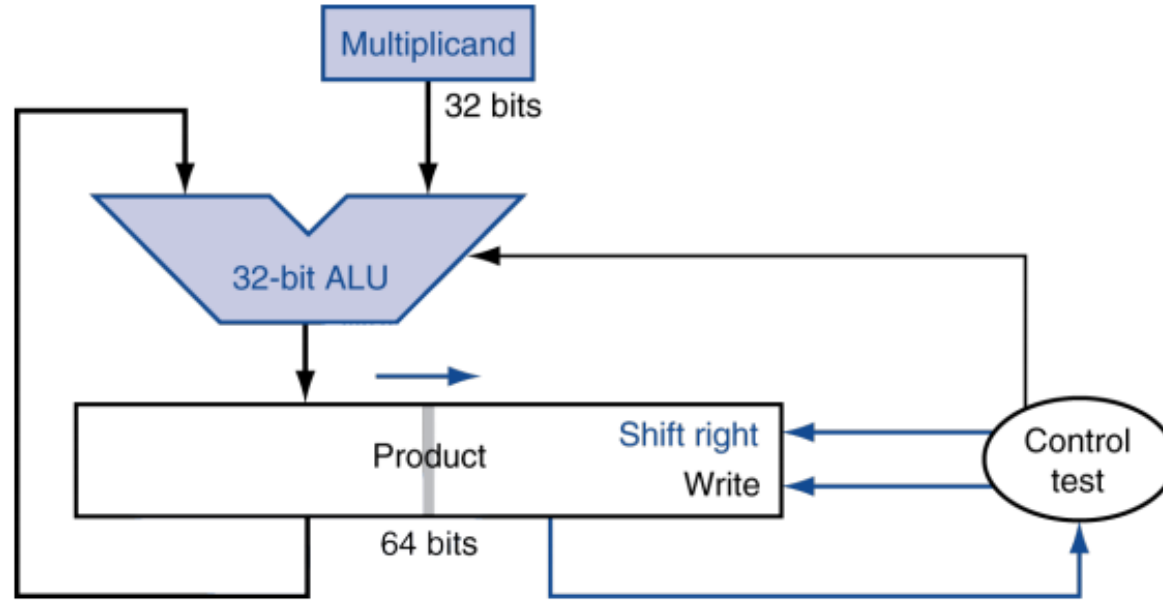 Multiplicand
32 bits
32-bit ALU
Shift right
Product
Write
64 bits
Control
test